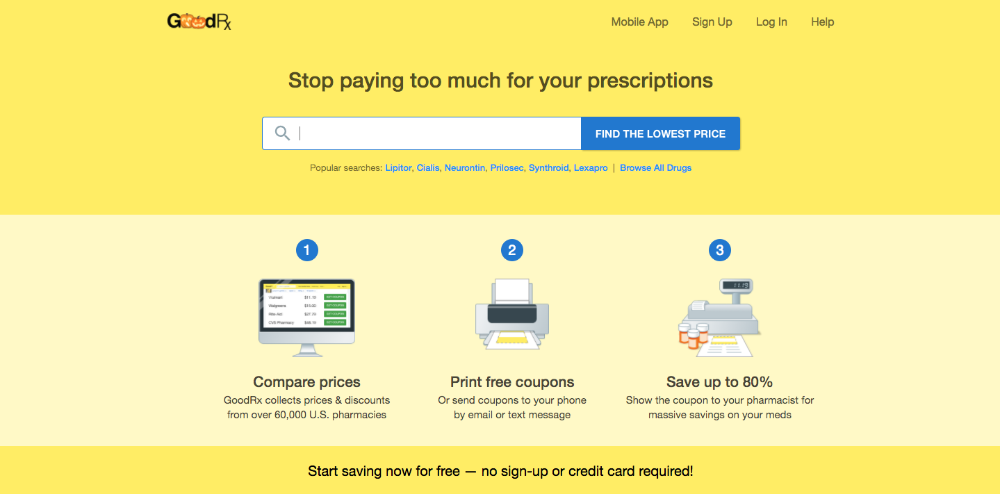 GoodRx
Mobile App Sign Up Log In Help
Stop paying too much for your prescriptions
FIND THE LOWEST PRICE
Popular searches: Lipitor, Cialis, Neurontin, Prilosec, Synthroid, Lexapro | Browse All Drugs
1
2
3
Walmart $11.19 GET COUPON
Walgreens $15.00 GET COUPON
Rite Aid $27.79 GET COUPON
CVS Pharmacy GET COUPON
11.19
Compare prices
GoodRx collects prices & discounts
from over 60,000 U.S. pharmacies
Print free coupons
Or send coupons to your phone
by email or text message
Save up to 80%
Show the coupon to your pharmacist for
massive savings on your meds
Start saving now for free — no sign-up or credit card required!